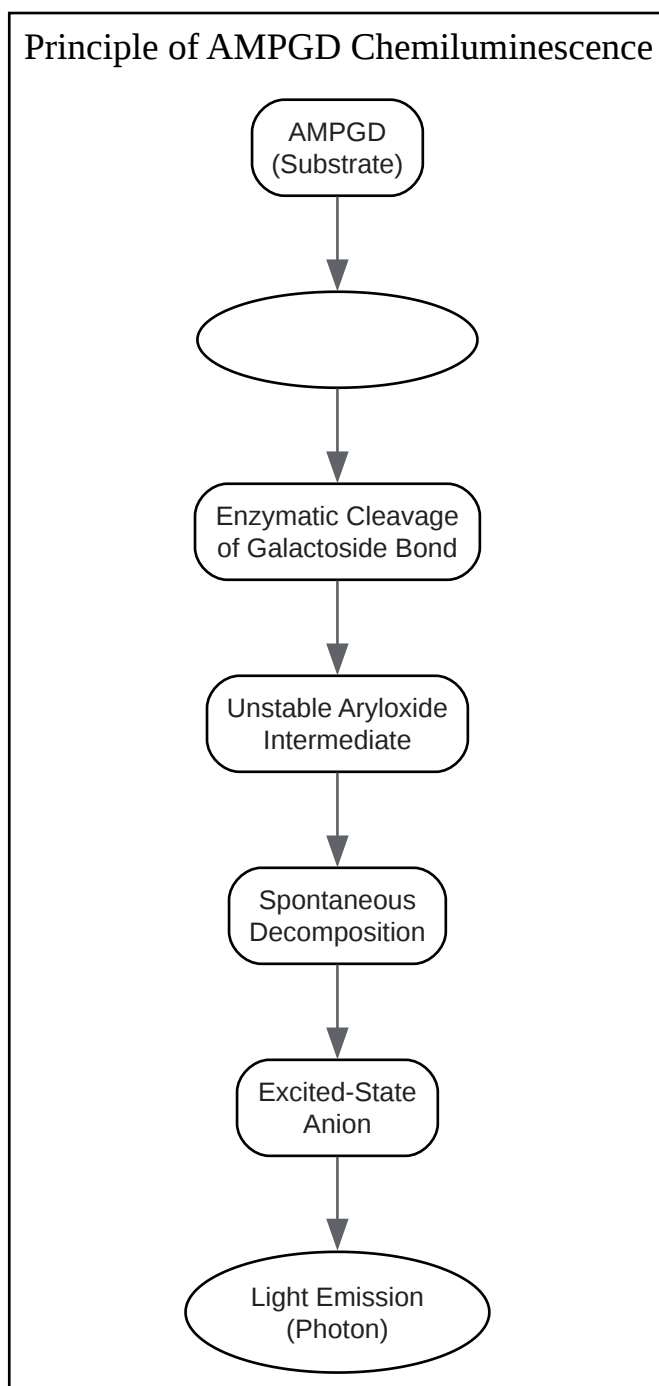 Principle of AMPGD Chemiluminescence
AMPGD
(Substrate)
Enzymatic Cleavage
of Galactoside Bond
Unstable Aryloxide
Intermediate
Spontaneous
Decomposition
Excited-State
Anion
Light Emission
(Photon)